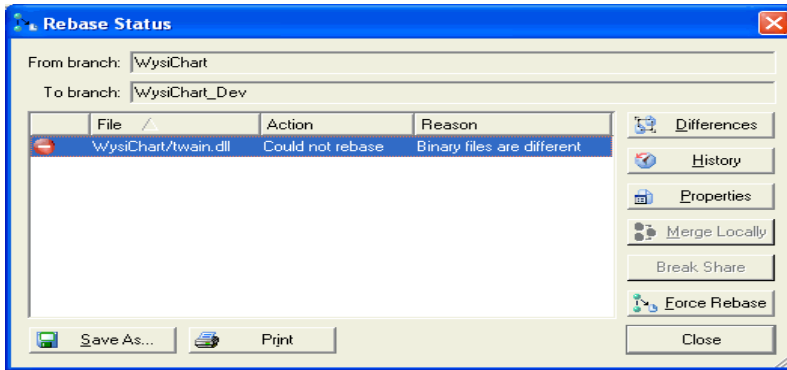 Rebase Status
From branch: WysiChart
To branch: WysiChart_Dev
File Action Reason
WysiChart/twain.dll Could not rebase Binary files are different
Differences
History
Properties
Merge Locally
Break Share
Force Rebase
Save As... Print Close